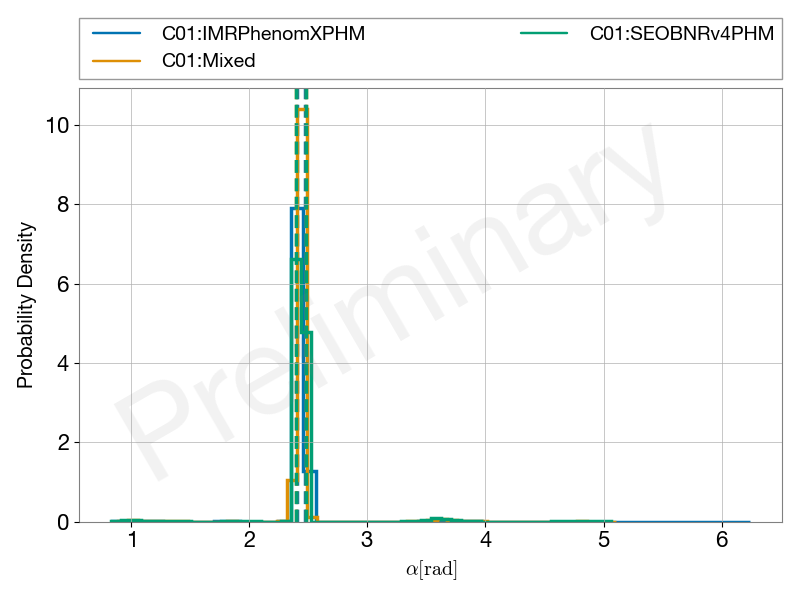 C01:IMRPhenomXPHM
C01:Mixed
C01:SEOBNRv4PHM
Preliminary
Probability Density
10
8
6
4
2
0
1 2 3 4 5 6
α[rad]